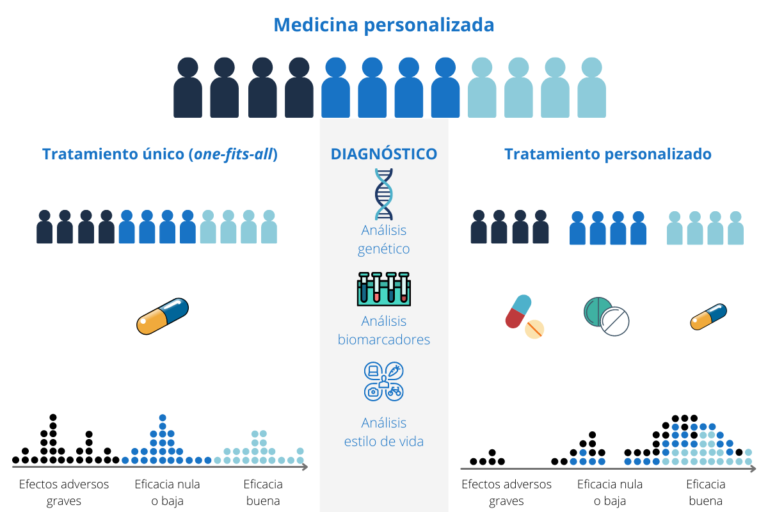 Medicina personalizada
Tratamiento único (one-fits-all)
DIAGNÓSTICO
Tratamiento personalizado
Análisis
genético
Análisis
biomarcadores
Análisis
estilo de vida
Efectos adversos
graves
Eficacia nula
o baja
Eficacia
buena
Efectos adversos
graves
Eficacia nula
o baja
Eficacia
buena